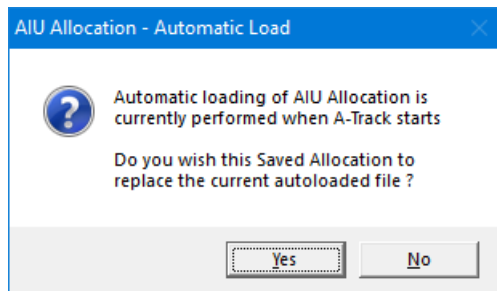 AIU Allocation - Automatic Load
Automatic loading of AIU Allocation is
currently performed when A-Track starts
Do you wish this Saved Allocation to
replace the current autoloaded file ?
Yes
No